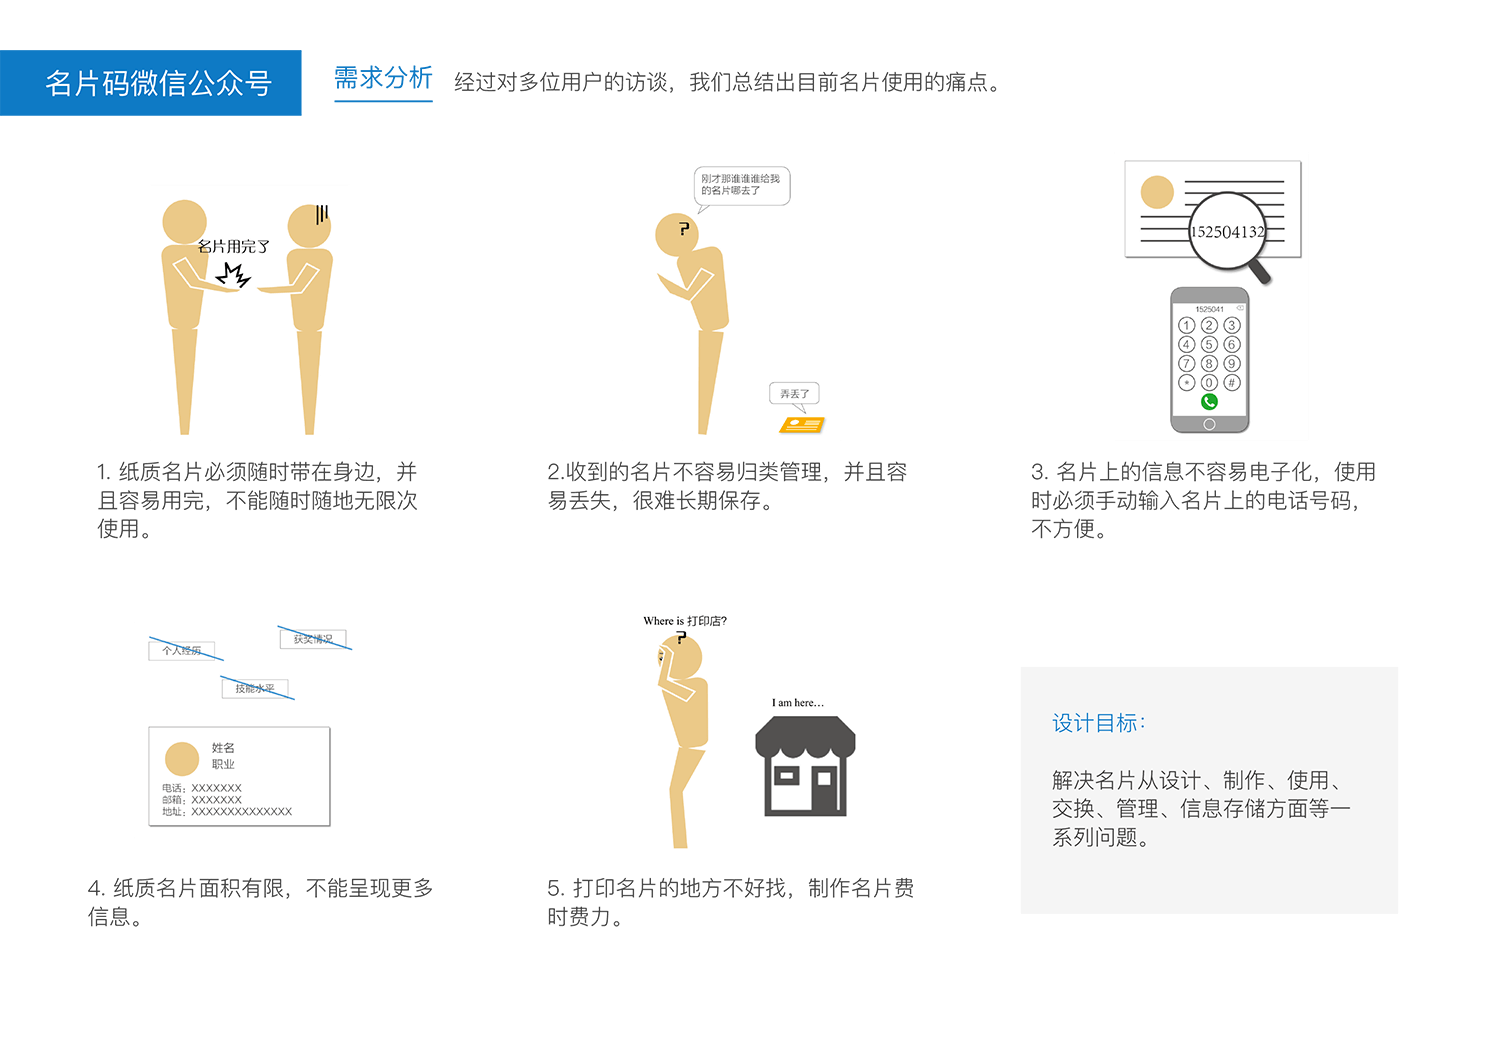 名片码微信公众号
需求分析
经过对多位用户的访谈，我们总结出目前名片使用的痛点。
名片用完了
1. 纸质名片必须随时带在身边，并
且容易用完，不能随时随地无限次
使用。
刚才那谁谁谁给我
的名片哪去了
?
弄丢了
2.收到的名片不容易归类管理，并且容
易丢失，很难长期保存。
152504132
1525041
1 2 3
4 5 6
7 8 9
* 0 #
3. 名片上的信息不容易电子化，使用
时必须手动输入名片上的电话号码，
不方便。
获奖情况
个人经历
技能水平
姓名
职业
电话：XXXXXXX
邮箱：XXXXXXX
地址：XXXXXXXXXXXXXX
4. 纸质名片面积有限，不能呈现更多
信息。
Where is 打印店?
?
I am here...
5. 打印名片的地方不好找，制作名片费
时费力。
设计目标：
解决名片从设计、制作、使用、
交换、管理、信息存储方面等一
系列问题。